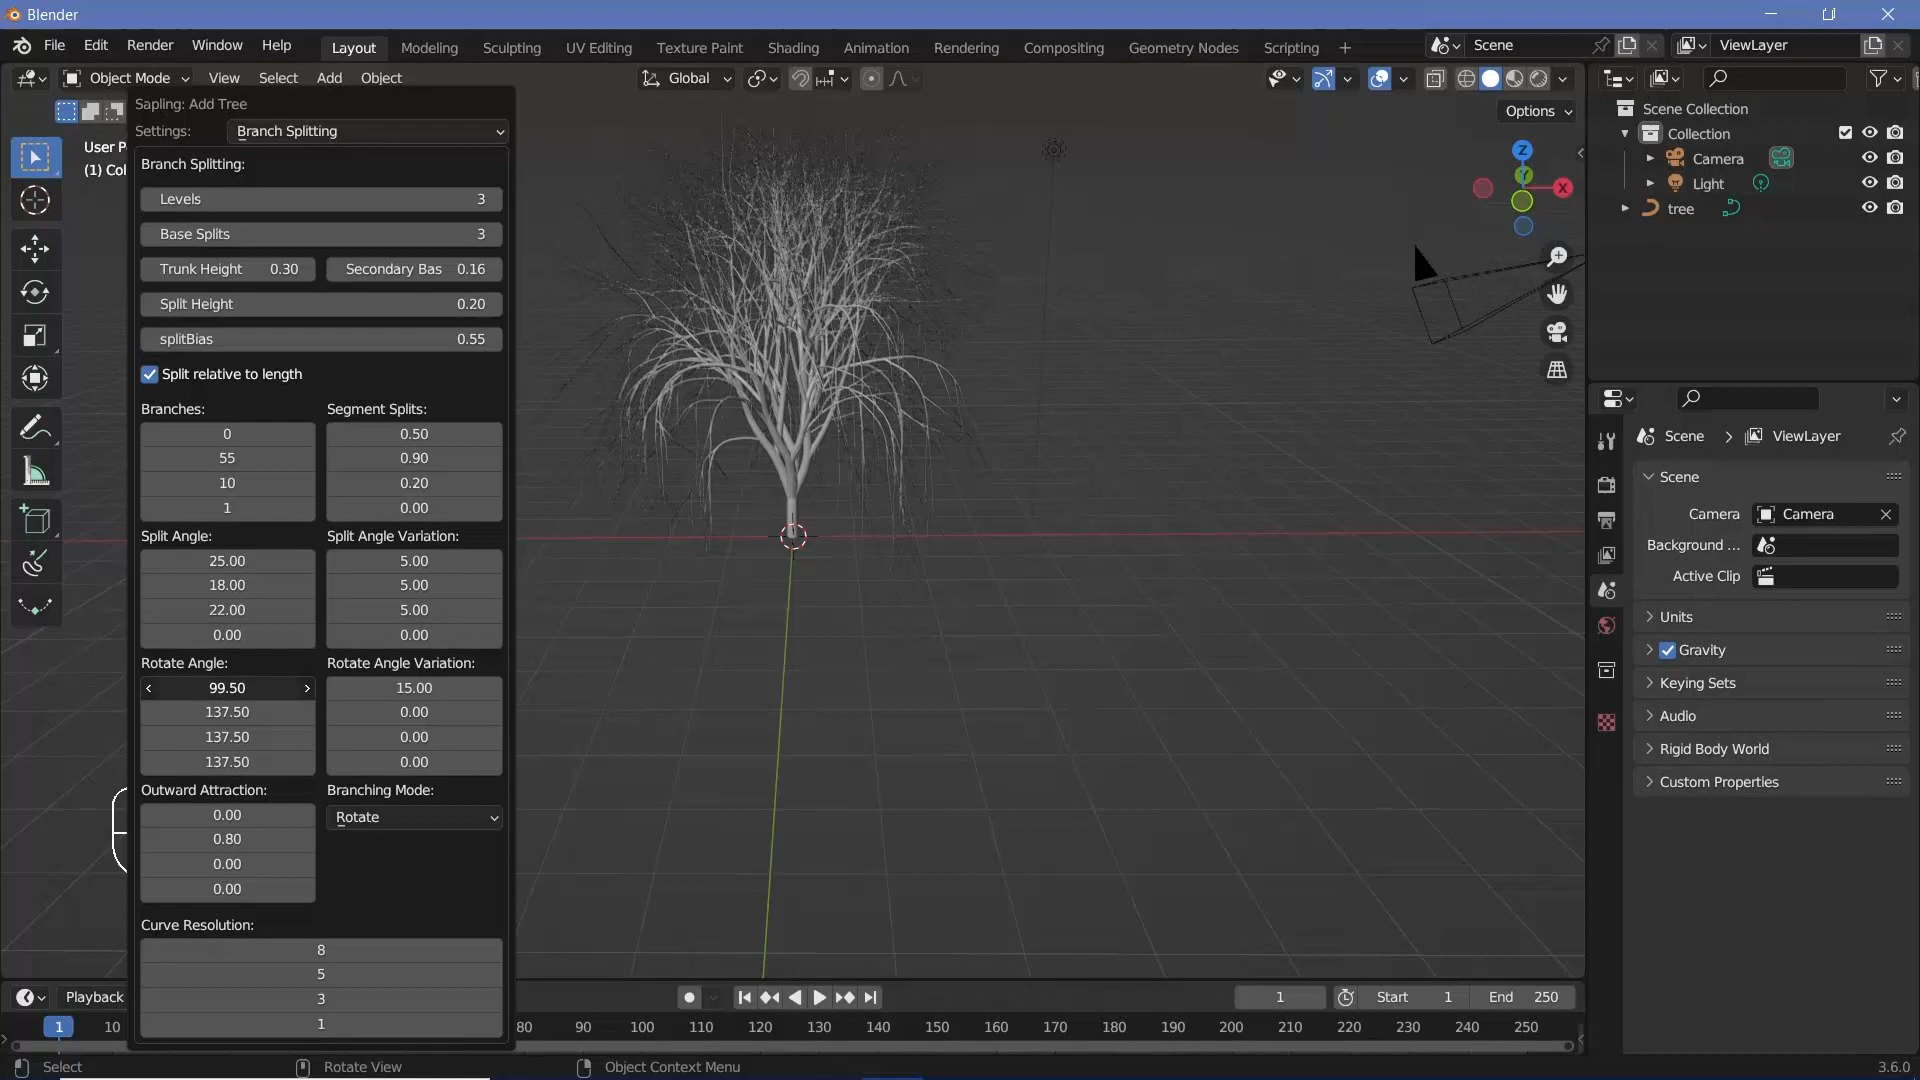 Blender
File Edit Render Window Help
Layout Modeling Sculpting UV Editing Texture Paint Shading Animation Rendering Compositing Geometry Nodes Scripting +
Scene
ViewLayer
Object Mode View Select Add Object
Global
Options
User P
(1) Col
Sapling: Add Tree
Settings: Branch Splitting
Branch Splitting:
Levels 3
Base Splits 3
Trunk Height 0.30 Secondary Bas 0.16
Split Height 0.20
splitBias 0.55
Split relative to length
Branches: Segment Splits:
0 0.50
55 0.90
10 0.20
1 0.00
Split Angle: Split Angle Variation:
25.00 5.00
18.00 5.00
22.00 5.00
0.00 0.00
Rotate Angle: Rotate Angle Variation:
99.50 15.00
137.50 0.00
137.50 0.00
137.50 0.00
Outward Attraction: Branching Mode:
0.00 Rotate
0.80
0.00
0.00
Curve Resolution:
8
5
3
1
Z
Y
X
Scene Collection
Collection
Camera
Light
tree
Scene > ViewLayer
Scene
Camera Camera
Background ...
Active Clip
Units
Gravity
Keying Sets
Audio
Rigid Body World
Custom Properties
Playback
1 Start 1 End 250
1 10 80 90 100 110 120 130 140 150 160 170 180 190 200 210 220 230 240 250
Select Rotate View Object Context Menu 3.6.0